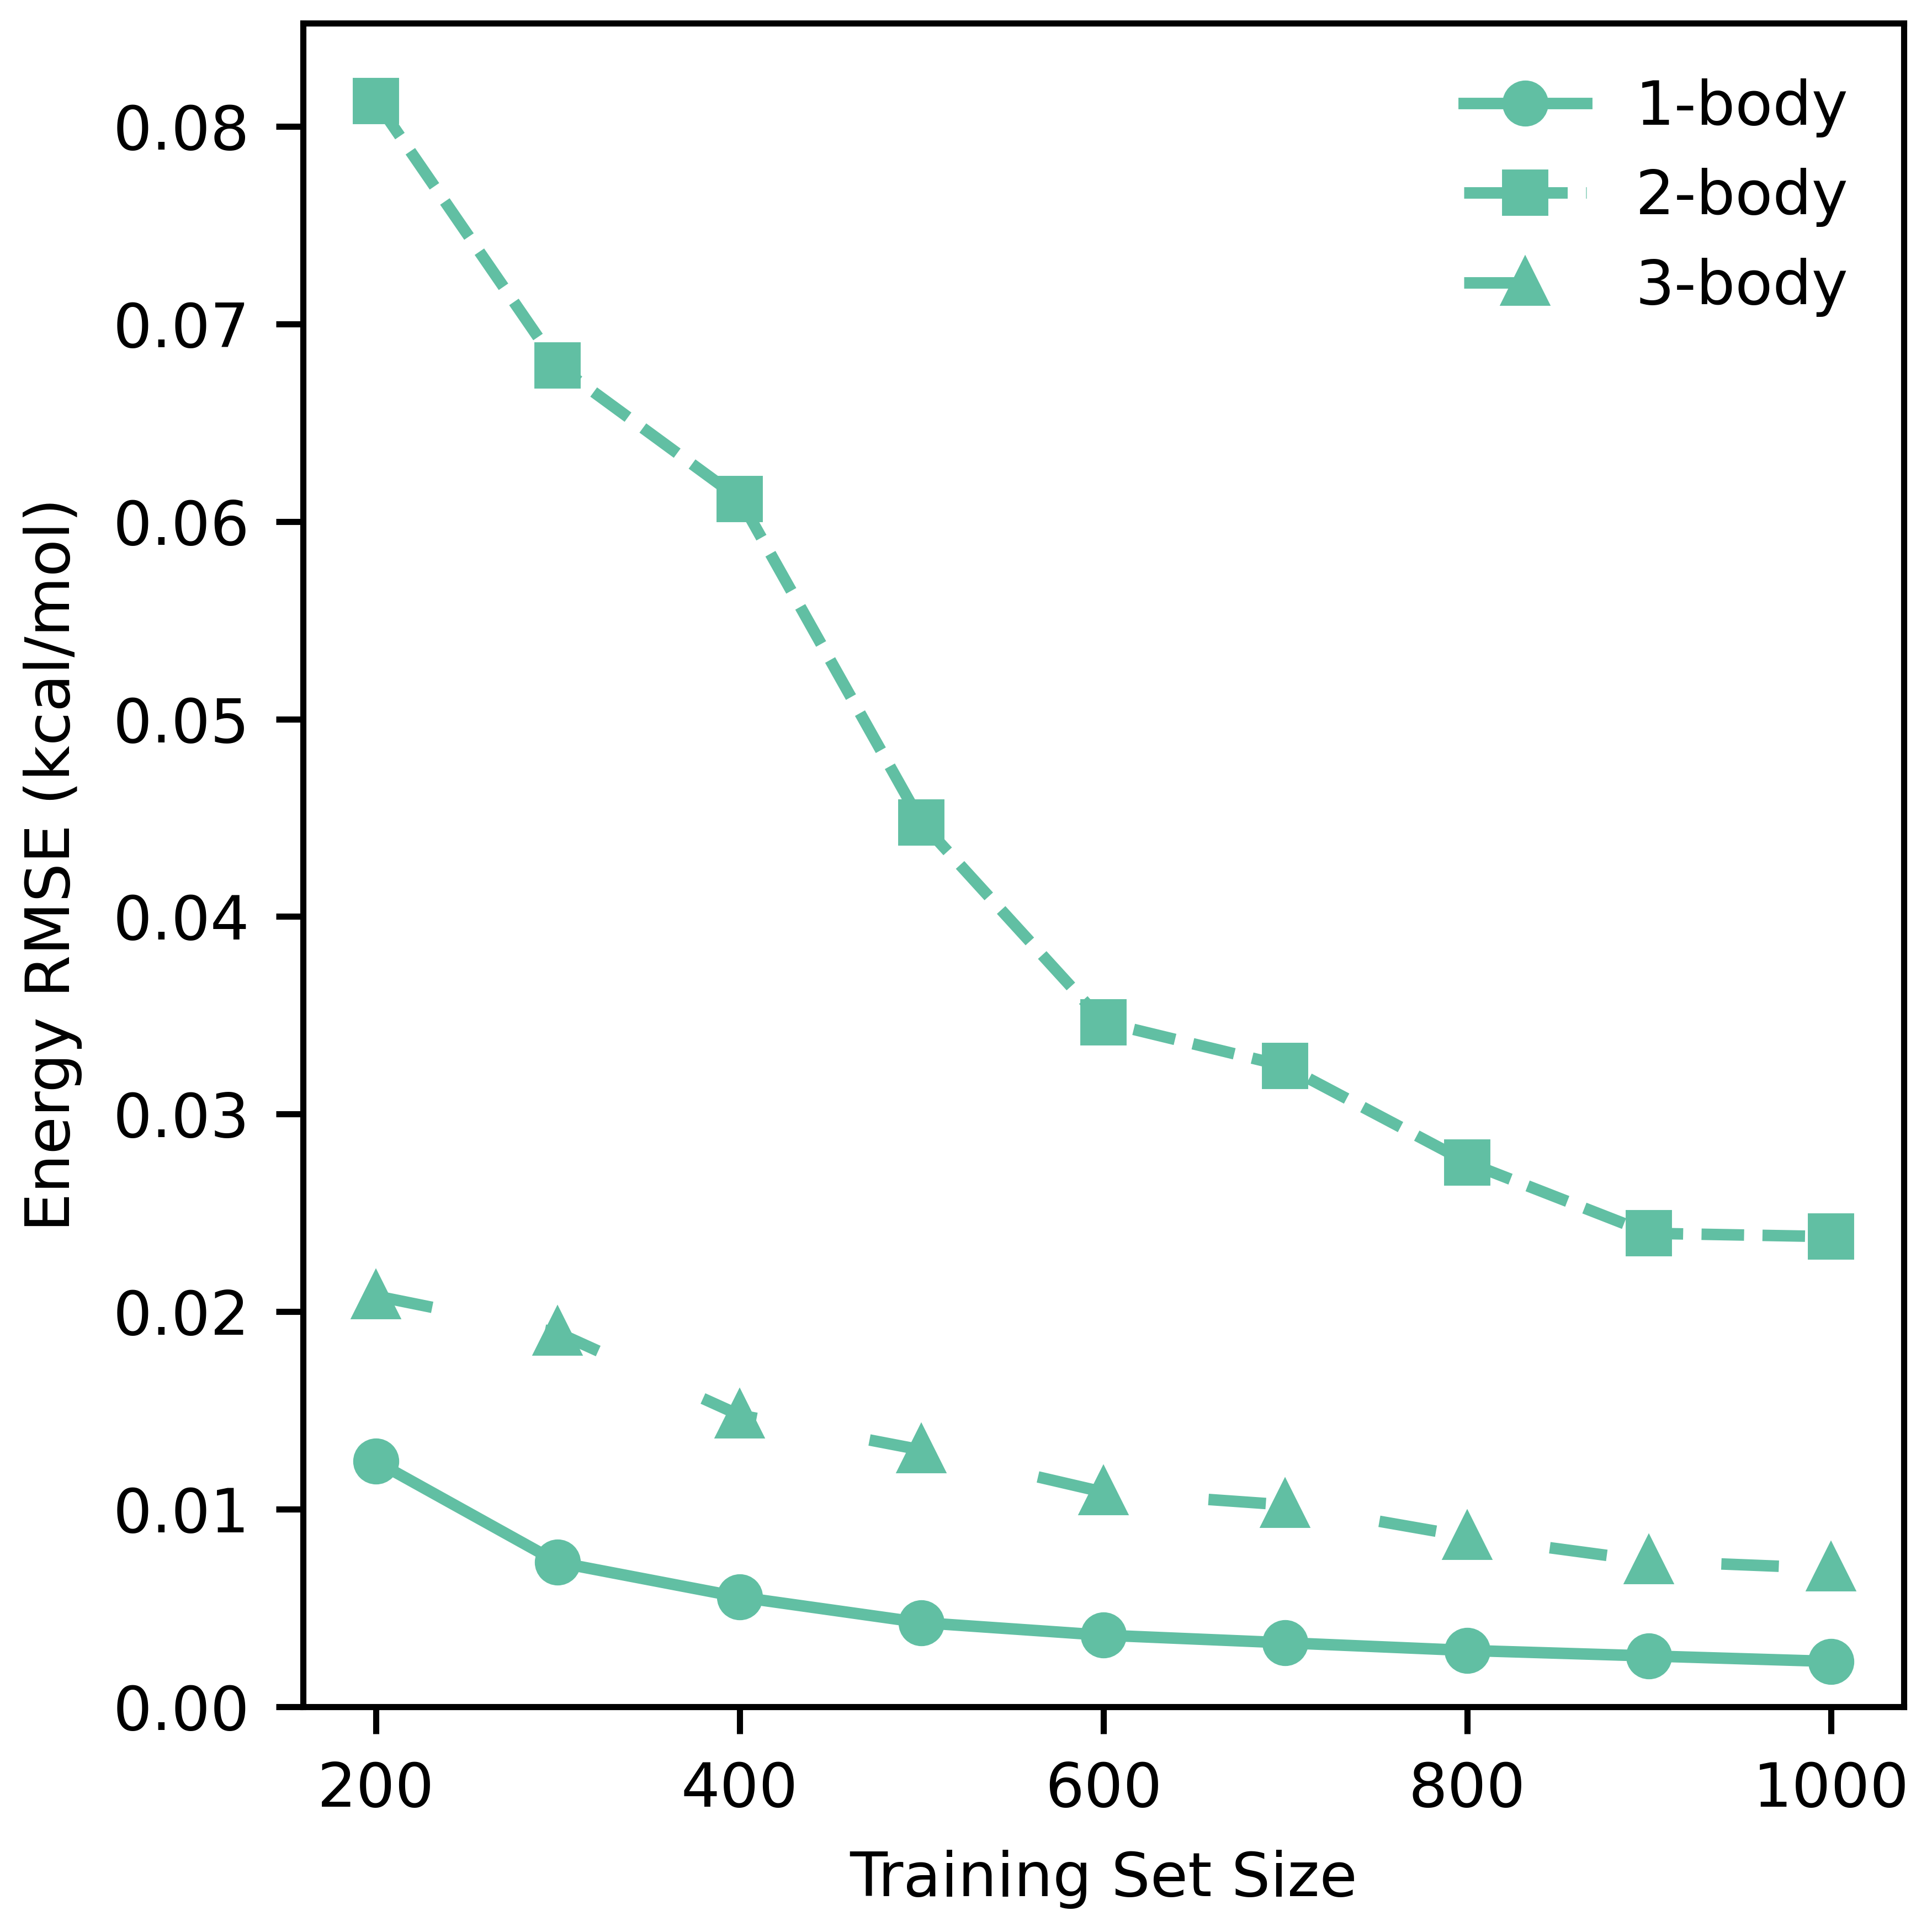 1-body
2-body
3-body
Energy RMSE (kcal/mol)
0.08
0.07
0.06
0.05
0.04
0.03
0.02
0.01
0.00
200 400 600 800 1000
Training Set Size